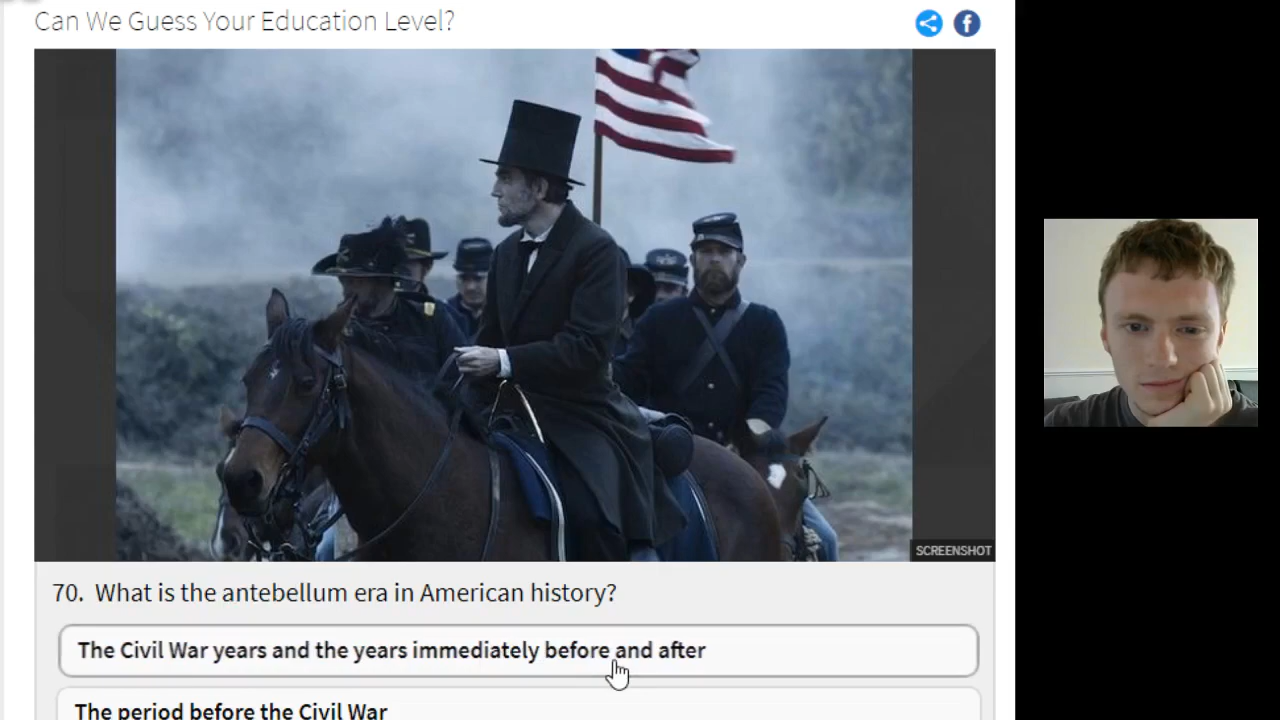 Can We Guess Your Education Level?
SCREENSHOT
70. What is the antebellum era in American history?
The Civil War years and the years immediately before and after
The period before the Civil War